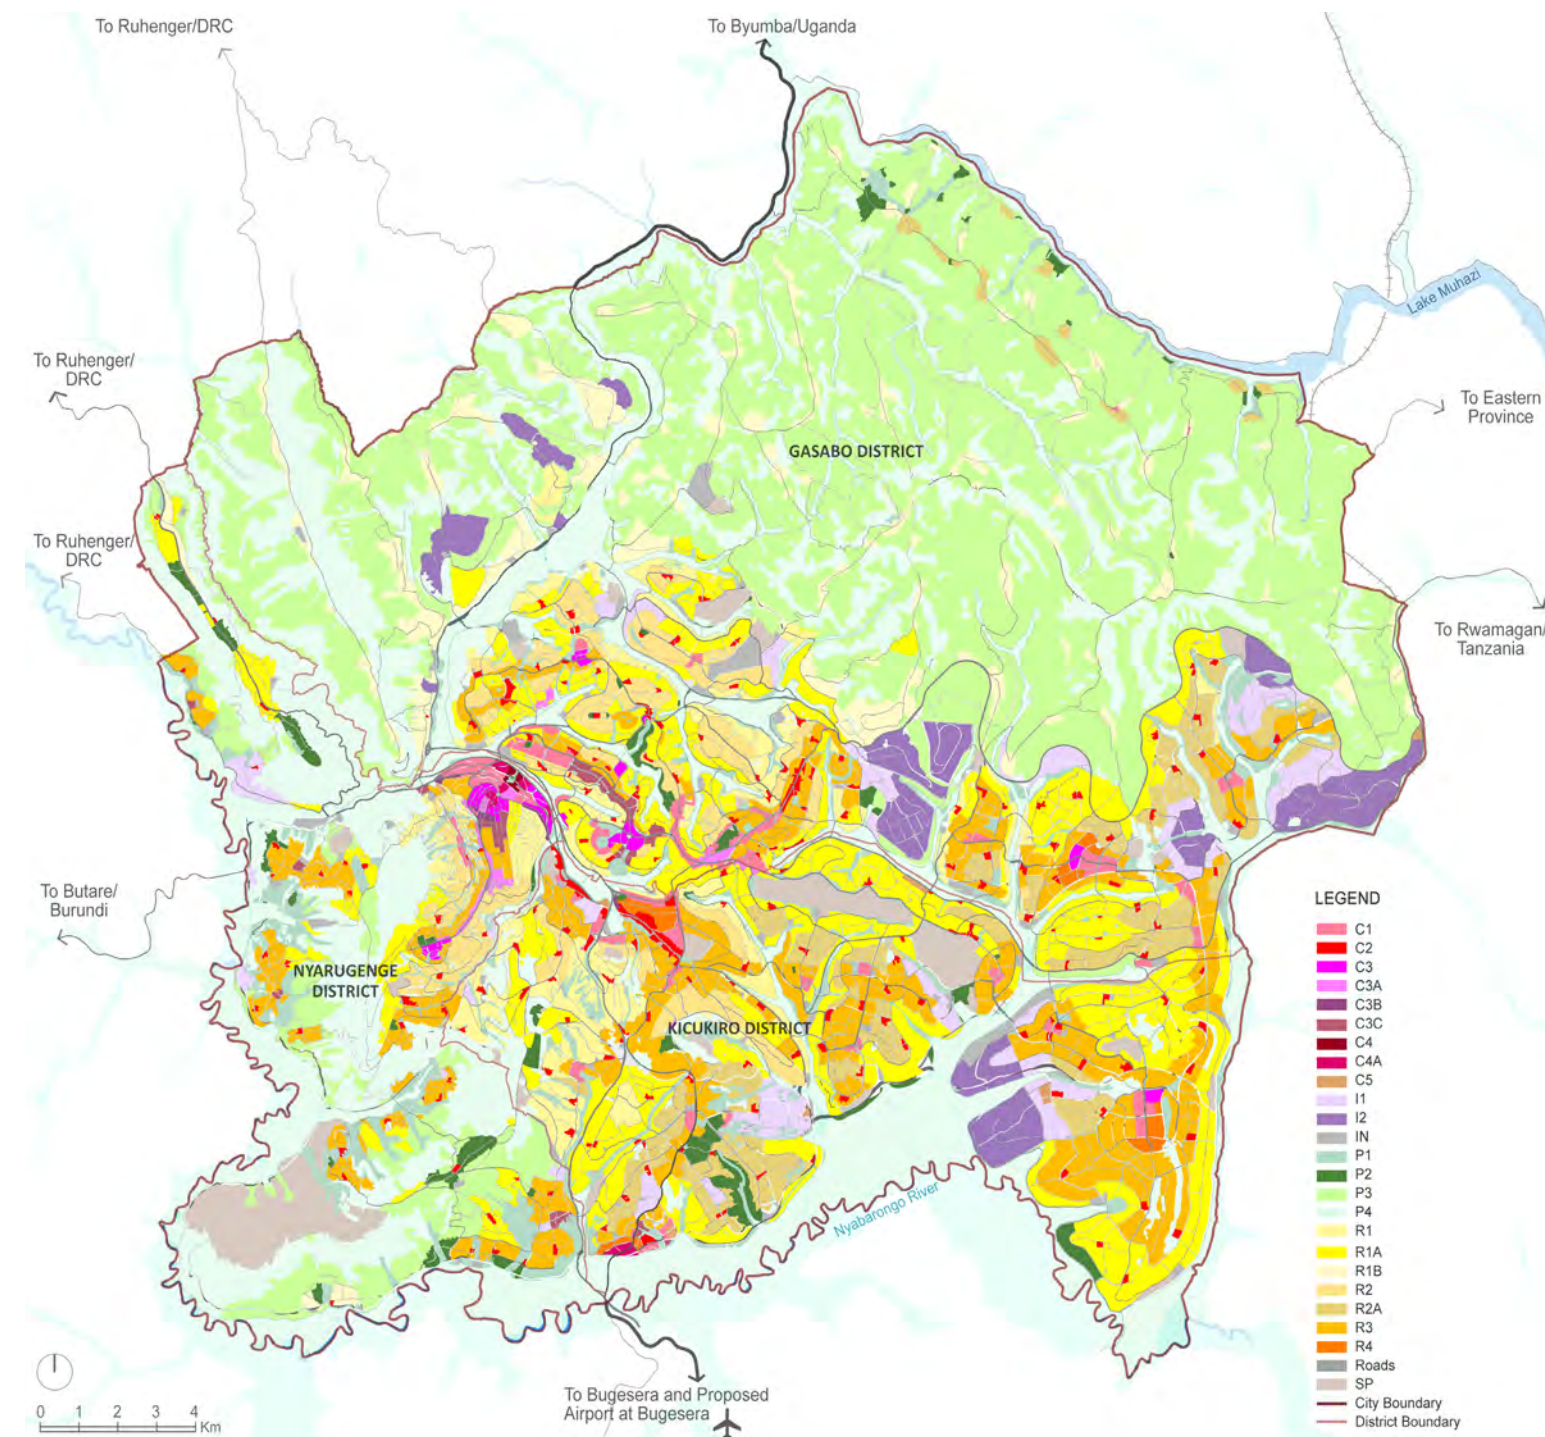 To Ruhenger/DRC
To Byumba/Uganda
Lake Muhazi
To Ruhenger/
DRC
To Eastern
Province
GASABO DISTRICT
To Ruhenger/
DRC
To Rwamagan/
Tanzania
To Butare/
Burundi
NYARUGENGE
DISTRICT
KICUKIRO DISTRICT
Nyabarongo River
To Bugesera and Proposed
Airport at Bugesera
0 1 2 3 4
Km
LEGEND
C1
C2
C3
C3A
C3B
C3C
C4
C4A
C5
I1
I2
IN
P1
P2
P3
P4
R1
R1A
R1B
R2
R2A
R3
R4
Roads
SP
City Boundary
District Boundary